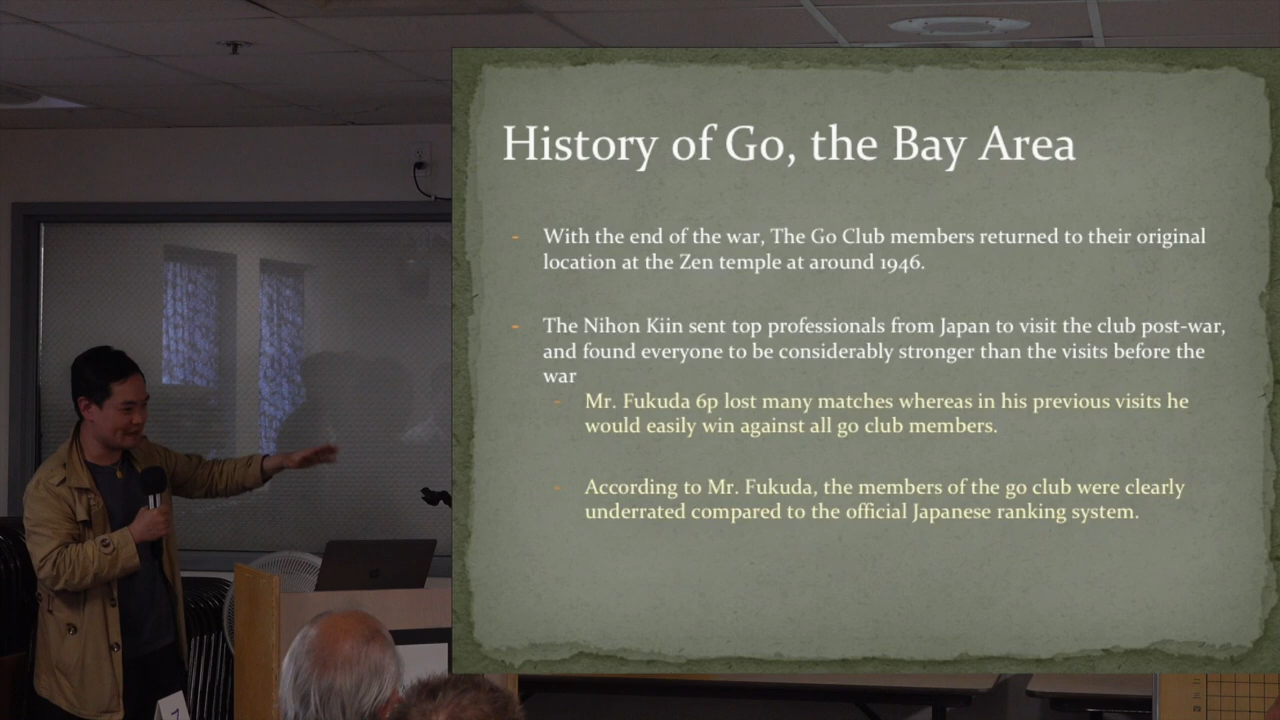 History of Go, the Bay Area
- With the end of the war, The Go Club members returned to their original
location at the Zen temple at around 1946.
- The Nihon Kiin sent top professionals from Japan to visit the club post-war,
and found everyone to be considerably stronger than the visits before the
war
- Mr. Fukuda 6p lost many matches whereas in his previous visits he
would easily win against all go club members.
- According to Mr. Fukuda, the members of the go club were clearly
underrated compared to the official Japanese ranking system.